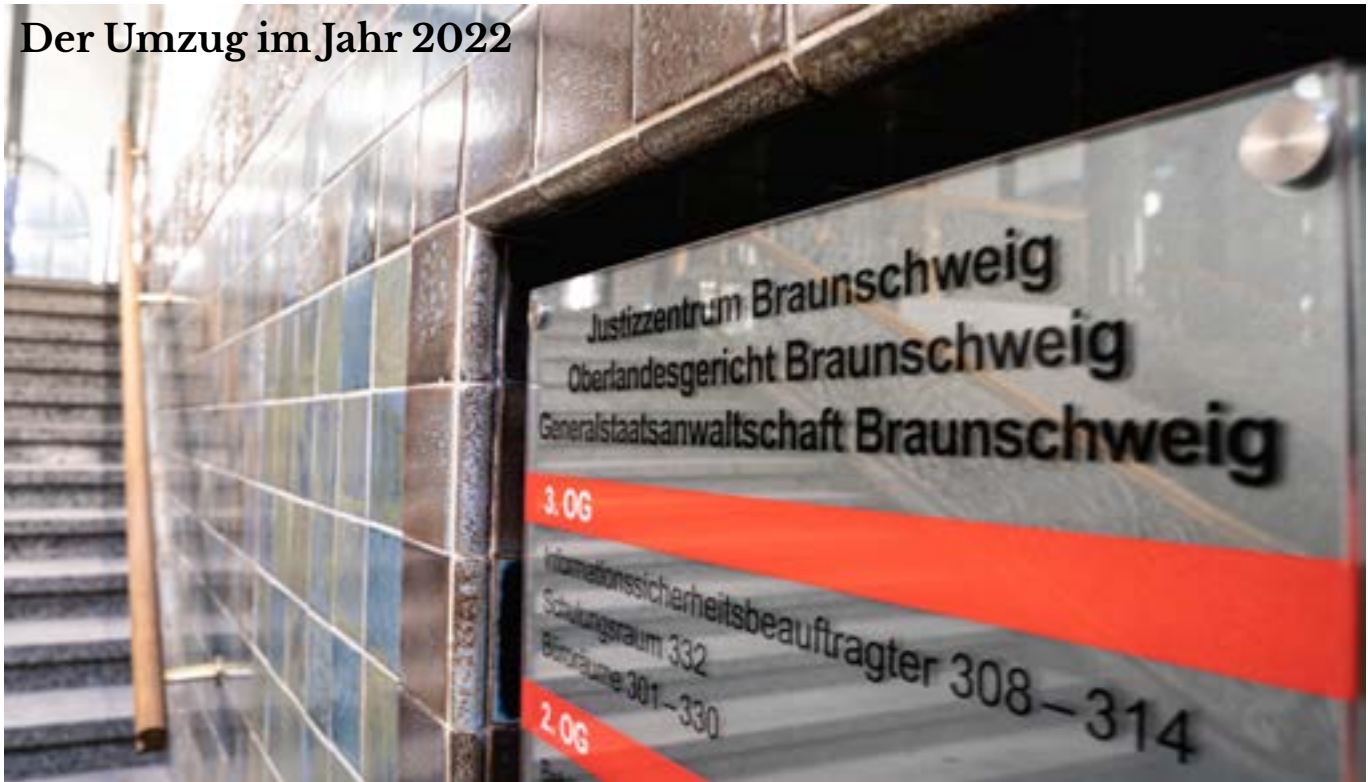 Der Umzug im Jahr 2022
Justizzentrum Braunschweig
Oberlandesgericht Braunschweig
Generalstaatsanwaltschaft Braunschweig
3. OG
Informationssicherheitsbeauftragter 308–314
Schulungsraum 332
Büroräume 301–330
2. OG